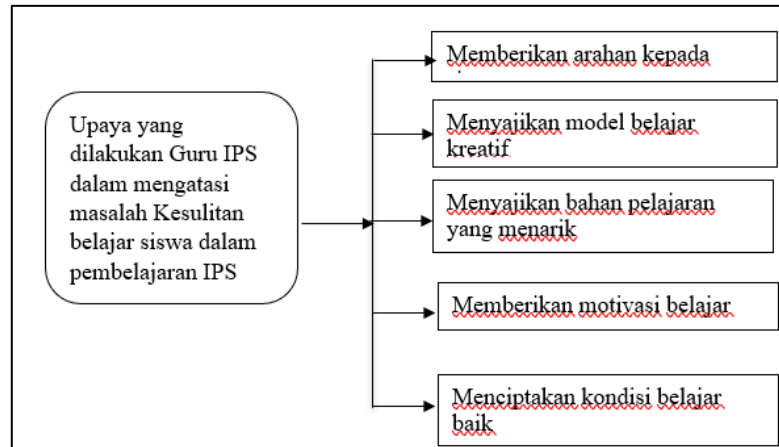 Upaya yang
dilakukan Guru IPS
dalam mengatasi
masalah Kesulitan
belajar siswa dalam
pembelajaran IPS
Memberikan arahan kepada
Menyajikan model belajar
kreatif
Menyajikan bahan pelajaran
yang menarik
Memberikan motivasi belajar
Menciptakan kondisi belajar
baik